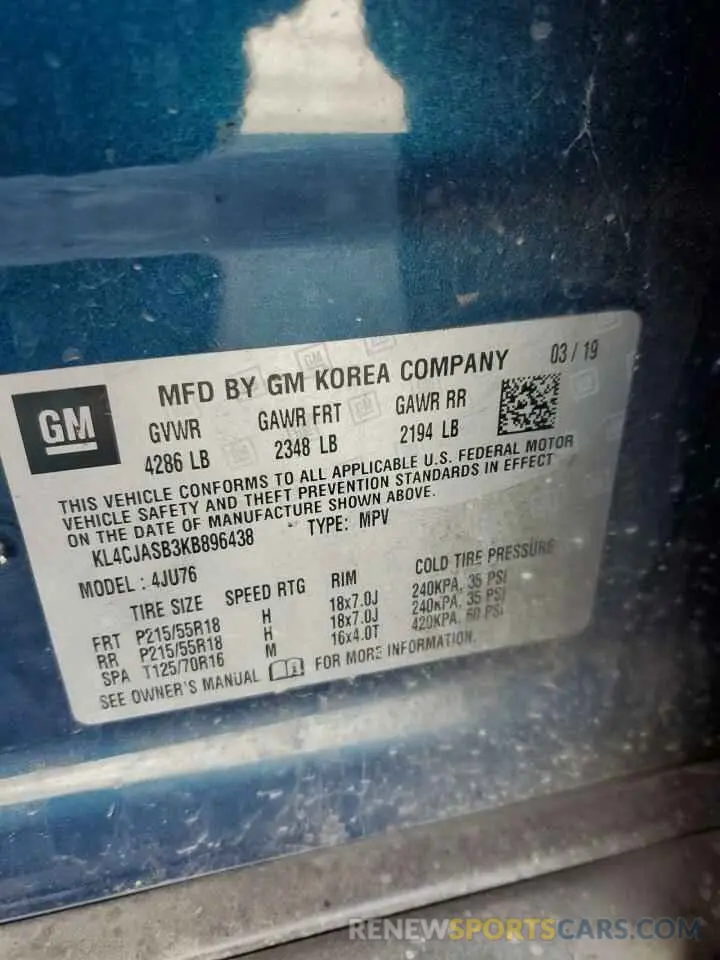 GM
MFD BY GM KOREA COMPANY 03 / 19
GVWR GAWR FRT GAWR RR
4286 LB 2348 LB 2194 LB
THIS VEHICLE CONFORMS TO ALL APPLICABLE U.S. FEDERAL MOTOR
VEHICLE SAFETY AND THEFT PREVENTION STANDARDS IN EFFECT
ON THE DATE OF MANUFACTURE SHOWN ABOVE.
KL4CJASB3KB896438 TYPE: MPV
MODEL : 4JU76
TIRE SIZE SPEED RTG RIM COLD TIRE PRESSURE
FRT P215/55R18 H 18x7.0J 240KPA, 35 PSI
RR P215/55R18 H 18x7.0J 240KPA, 35 PSI
SPA T125/70R16 M 16x4.0T 420KPA, 60 PSI
SEE OWNER'S MANUAL FOR MORE INFORMATION.
RENEWSPORTSCARS.COM